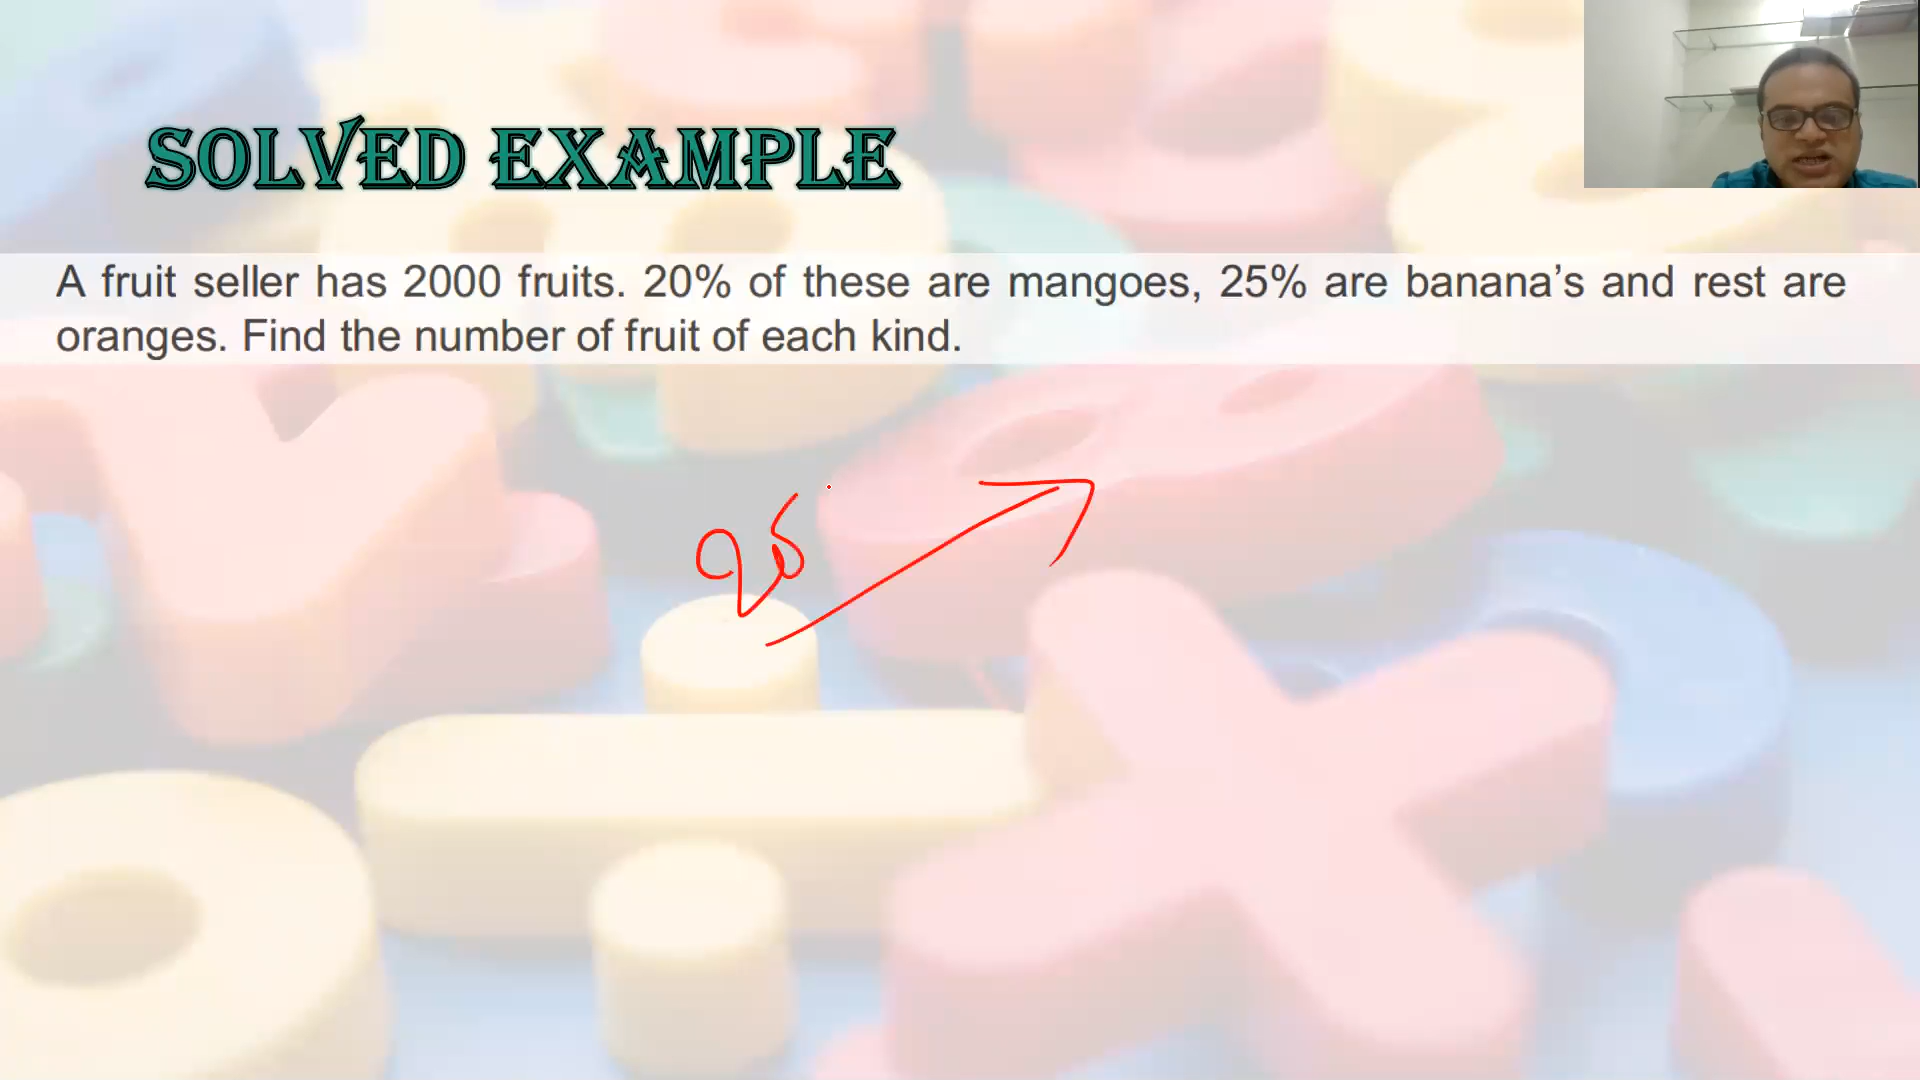 SOLVED EXAMPLE
A fruit seller has 2000 fruits. 20% of these are mangoes, 25% are banana’s and rest are
oranges. Find the number of fruit of each kind.